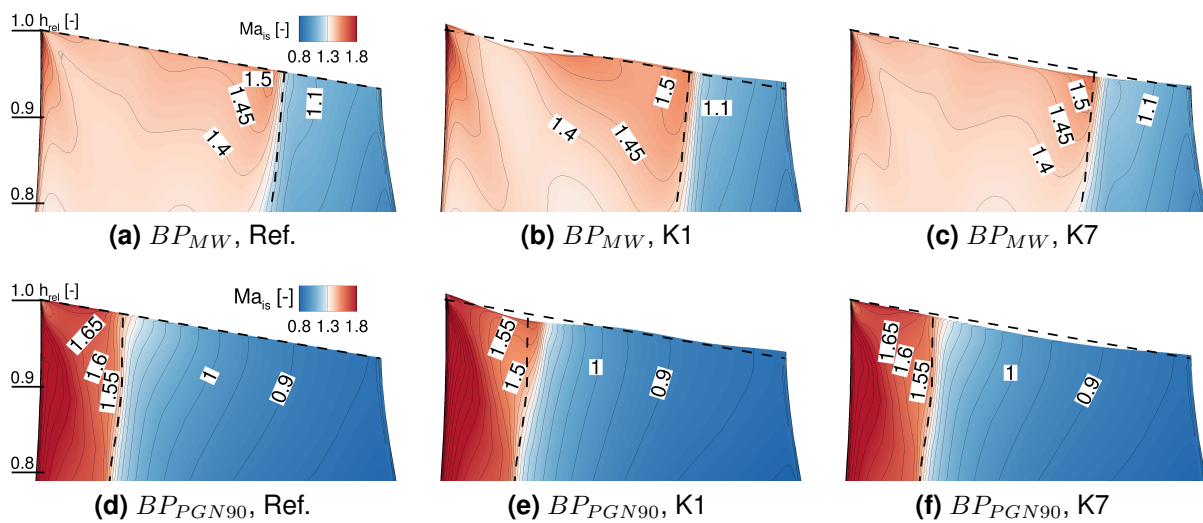 1.0 h_rel [-]
Ma_is [-]
0.8 1.3 1.8
0.9
0.8
1.5
1.45
1.4
1.1
1.5
1.1
1.4
1.45
1.5
1.45
1.4
1.1
(a) BP_MW, Ref.
(b) BP_MW, K1
(c) BP_MW, K7
1.0 h_rel [-]
Ma_is [-]
0.8 1.3 1.8
0.9
0.8
1.65
1.6
1.55
1
0.9
1.55
1.5
1
0.9
1.65
1.6
1.55
1
0.9
(d) BP_PGN90, Ref.
(e) BP_PGN90, K1
(f) BP_PGN90, K7